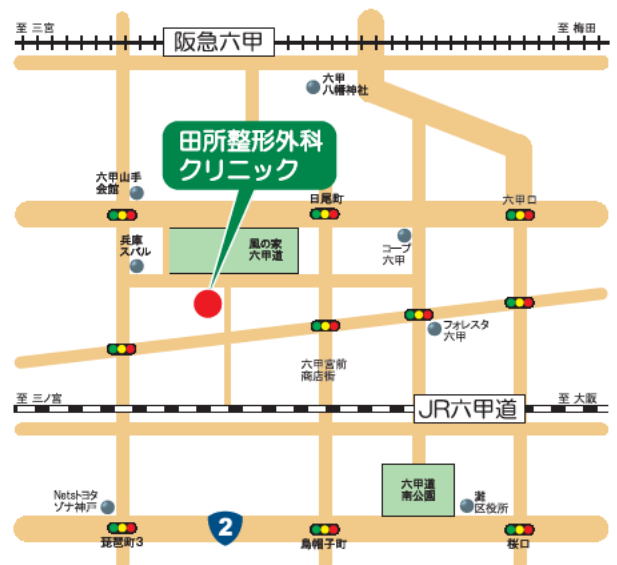 至 三宮
阪急六甲
至 梅田
六甲
八幡神社
田所整形外科
クリニック
六甲山手
会館
日尾町
六甲口
兵庫
スバル
風の家
六甲道
コープ
六甲
フォレスタ
六甲
六甲宮前
商店街
至 三ノ宮
JR六甲道
至 大阪
六甲道
南公園
灘
区役所
Netsトヨタ
ゾナ神戸
2
琵琶町3
烏帽子町
桜口